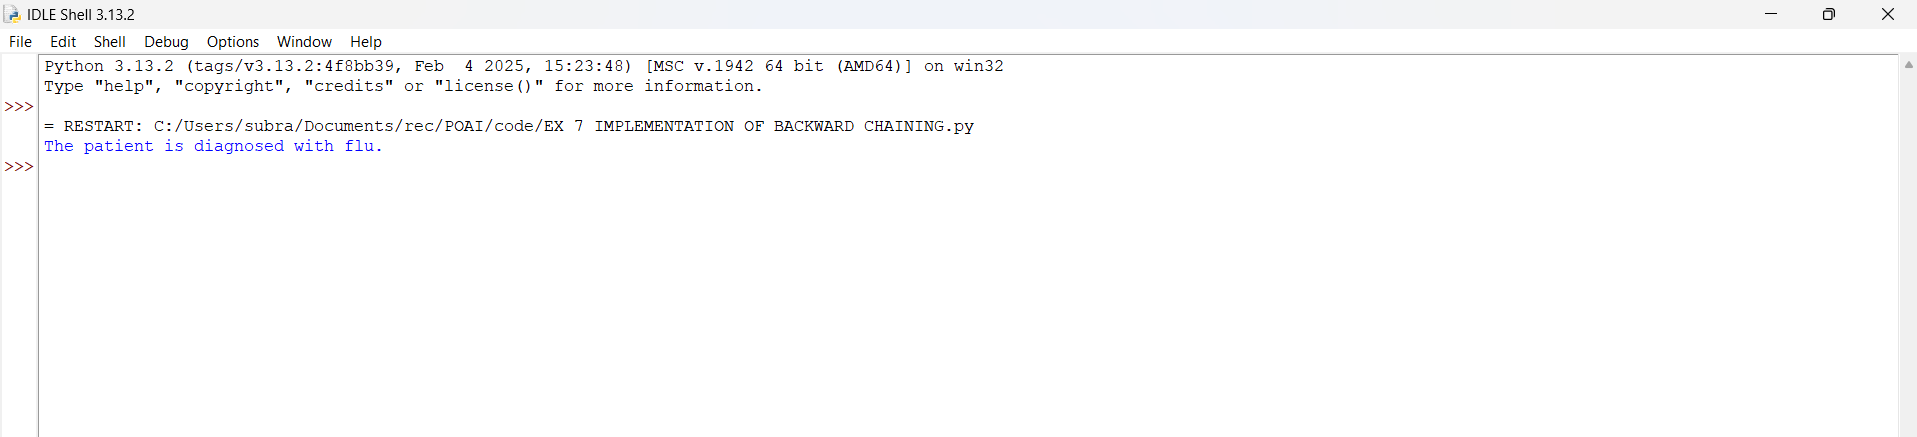 IDLE Shell 3.13.2
File Edit Shell Debug Options Window Help
Python 3.13.2 (tags/v3.13.2:4f8bb39, Feb  4 2025, 15:23:48) [MSC v.1942 64 bit (AMD64)] on win32
Type "help", "copyright", "credits" or "license()" for more information.
>>>
= RESTART: C:/Users/subra/Documents/rec/POAI/code/EX 7 IMPLEMENTATION OF BACKWARD CHAINING.py
The patient is diagnosed with flu.
>>>